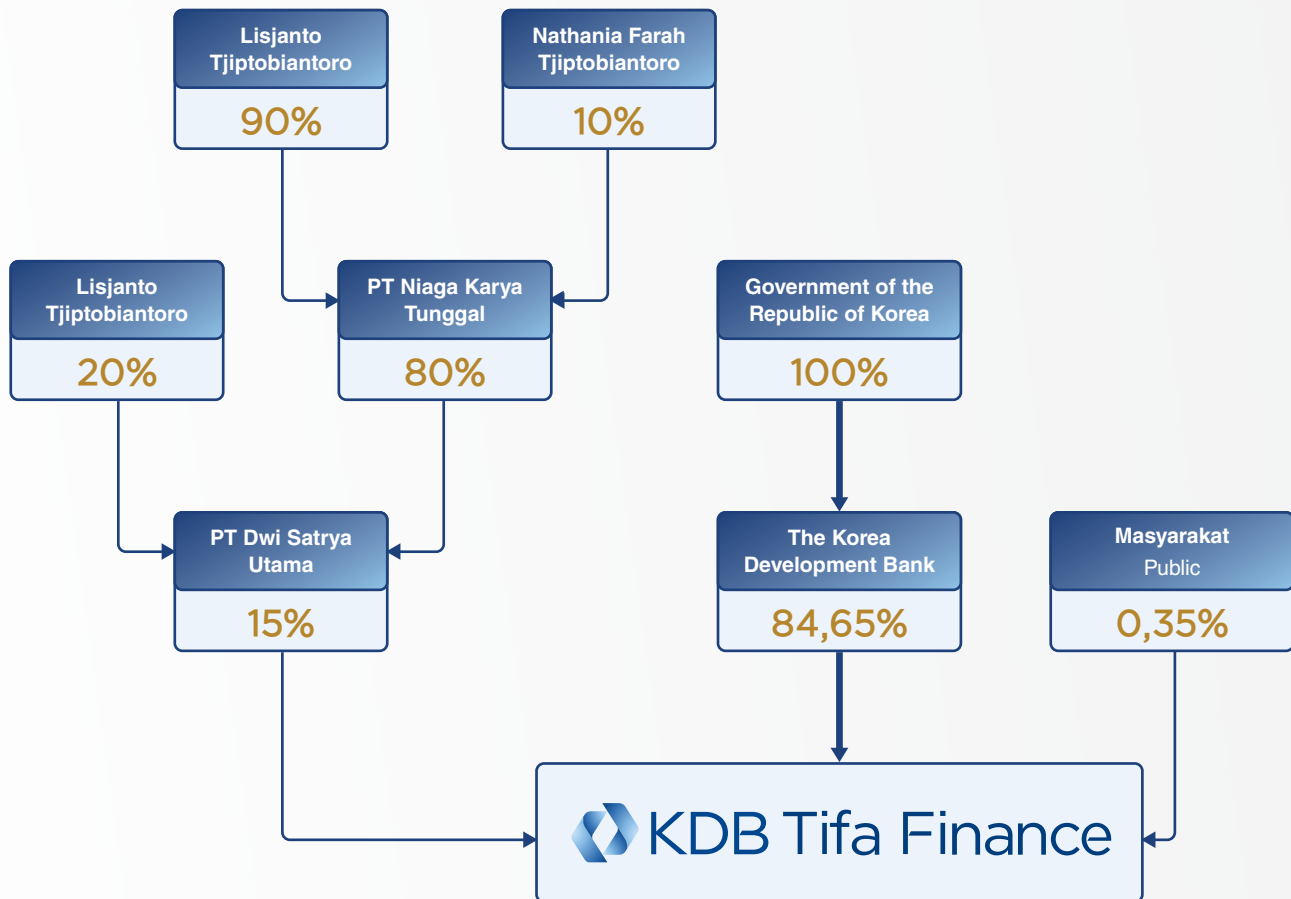 Lisjanto
Tjiptobiantoro
90%
Nathania Farah
Tjiptobiantoro
10%
Lisjanto
Tjiptobiantoro
20%
PT Niaga Karya
Tunggal
80%
Government of the
Republic of Korea
100%
PT Dwi Satrya
Utama
15%
The Korea
Development Bank
84,65%
Masyarakat
Public
0,35%
KDB Tifa Finance